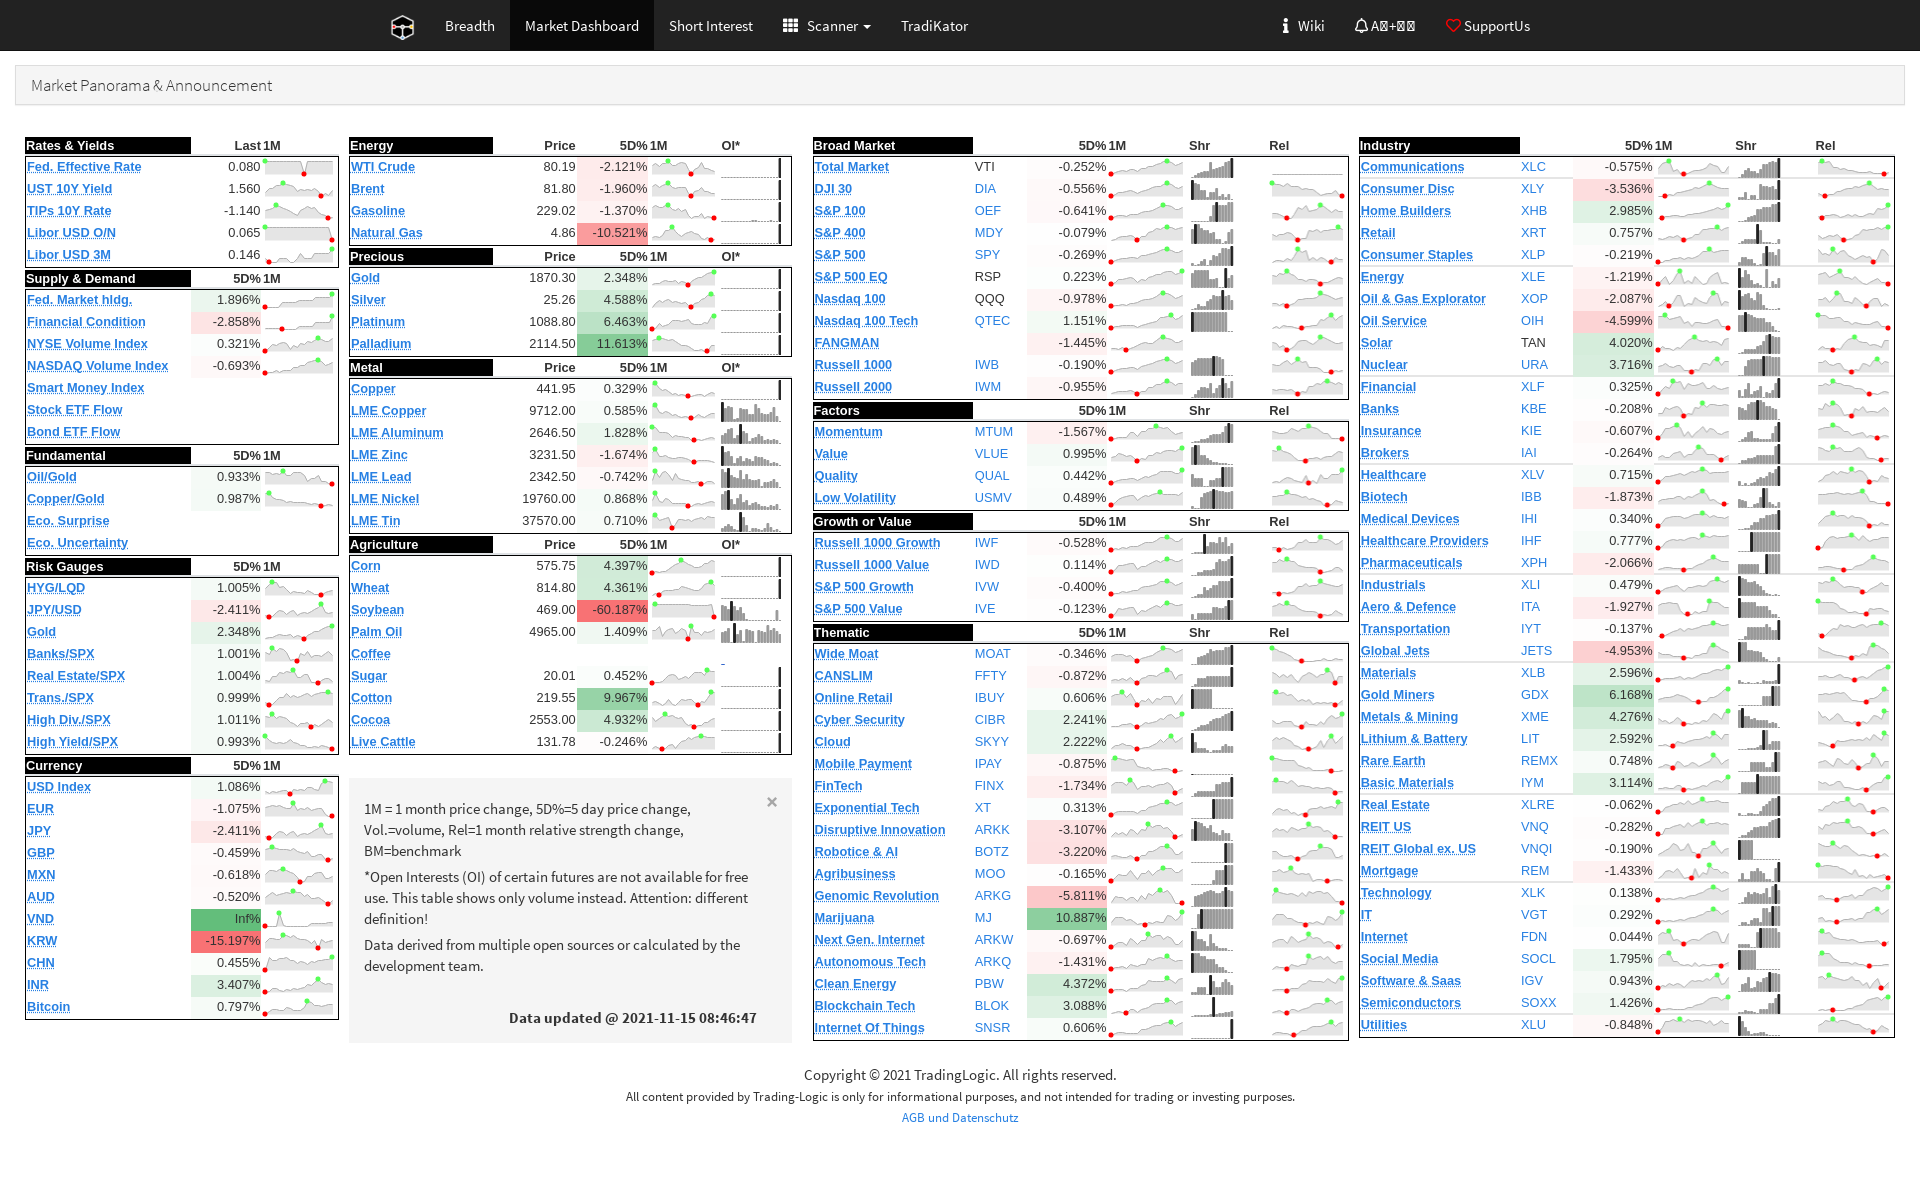 Breadth Market Dashboard Short Interest Scanner TradiKator Wiki SupportUs
Market Panorama & Announcement
Rates & Yields Last 1M
Fed. Effective Rate 0.080
UST 10Y Yield 1.560
TIPs 10Y Rate -1.140
Libor USD O/N 0.065
Libor USD 3M 0.146
Supply & Demand 5D% 1M
Fed. Market hldg. 1.896%
Financial Condition -2.858%
NYSE Volume Index 0.321%
NASDAQ Volume Index -0.693%
Smart Money Index
Stock ETF Flow
Bond ETF Flow
Fundamental 5D% 1M
Oil/Gold 0.933%
Copper/Gold 0.987%
Eco. Surprise
Eco. Uncertainty
Risk Gauges 5D% 1M
HYG/LQD 1.005%
JPY/USD -2.411%
Gold 2.348%
Banks/SPX 1.001%
Real Estate/SPX 1.004%
Trans./SPX 0.999%
High Div./SPX 1.011%
High Yield/SPX 0.993%
Currency 5D% 1M
USD Index 1.086%
EUR -1.075%
JPY -2.411%
GBP -0.459%
MXN -0.618%
AUD -0.520%
VND Inf%
KRW -15.197%
CHN 0.455%
INR 3.407%
Bitcoin 0.797%
Energy Price 5D% 1M OI*
WTI Crude 80.19 -2.121%
Brent 81.80 -1.960%
Gasoline 229.02 -1.370%
Natural Gas 4.86 -10.521%
Precious Price 5D% 1M OI*
Gold 1870.30 2.348%
Silver 25.26 4.588%
Platinum 1088.80 6.463%
Palladium 2114.50 11.613%
Metal Price 5D% 1M OI*
Copper 441.95 0.329%
LME Copper 9712.00 0.585%
LME Aluminum 2646.50 1.828%
LME Zinc 3231.50 -1.674%
LME Lead 2342.50 -0.742%
LME Nickel 19760.00 0.868%
LME Tin 37570.00 0.710%
Agriculture Price 5D% 1M OI*
Corn 575.75 4.397%
Wheat 814.80 4.361%
Soybean 469.00 -60.187%
Palm Oil 4965.00 1.409%
Coffee -
Sugar 20.01 0.452%
Cotton 219.55 9.967%
Cocoa 2553.00 4.932%
Live Cattle 131.78 -0.246%
×
1M = 1 month price change, 5D%=5 day price change,
Vol.=volume, Rel=1 month relative strength change,
BM=benchmark
*Open Interests (OI) of certain futures are not available for free
use. This table shows only volume instead. Attention: different
definition!
Data derived from multiple open sources or calculated by the
development team.
Data updated @ 2021-11-15 08:46:47
Broad Market 5D% 1M Shr Rel
Total Market VTI -0.252%
DJI 30 DIA -0.556%
S&P 100 OEF -0.641%
S&P 400 MDY -0.079%
S&P 500 SPY -0.269%
S&P 500 EQ RSP 0.223%
Nasdaq 100 QQQ -0.978%
Nasdaq 100 Tech QTEC 1.151%
FANGMAN -1.445%
Russell 1000 IWB -0.190%
Russell 2000 IWM -0.955%
Factors 5D% 1M Shr Rel
Momentum MTUM -1.567%
Value VLUE 0.995%
Quality QUAL 0.442%
Low Volatility USMV 0.489%
Growth or Value 5D% 1M Shr Rel
Russell 1000 Growth IWF -0.528%
Russell 1000 Value IWD 0.114%
S&P 500 Growth IVW -0.400%
S&P 500 Value IVE -0.123%
Thematic 5D% 1M Shr Rel
Wide Moat MOAT -0.346%
CANSLIM FFTY -0.872%
Online Retail IBUY 0.606%
Cyber Security CIBR 2.241%
Cloud SKYY 2.222%
Mobile Payment IPAY -0.875%
FinTech FINX -1.734%
Exponential Tech XT 0.313%
Disruptive Innovation ARKK -3.107%
Robotice & AI BOTZ -3.220%
Agribusiness MOO -0.165%
Genomic Revolution ARKG -5.811%
Marijuana MJ 10.887%
Next Gen. Internet ARKW -0.697%
Autonomous Tech ARKQ -1.431%
Clean Energy PBW 4.372%
Blockchain Tech BLOK 3.088%
Internet Of Things SNSR 0.606%
Industry 5D% 1M Shr Rel
Communications XLC -0.575%
Consumer Disc XLY -3.536%
Home Builders XHB 2.985%
Retail XRT 0.757%
Consumer Staples XLP -0.219%
Energy XLE -1.219%
Oil & Gas Explorator XOP -2.087%
Oil Service OIH -4.599%
Solar TAN 4.020%
Nuclear URA 3.716%
Financial XLF 0.325%
Banks KBE -0.208%
Insurance KIE -0.607%
Brokers IAI -0.264%
Healthcare XLV 0.715%
Biotech IBB -1.873%
Medical Devices IHI 0.340%
Healthcare Providers IHF 0.777%
Pharmaceuticals XPH -2.066%
Industrials XLI 0.479%
Aero & Defence ITA -1.927%
Transportation IYT -0.137%
Global Jets JETS -4.953%
Materials XLB 2.596%
Gold Miners GDX 6.168%
Metals & Mining XME 4.276%
Lithium & Battery LIT 2.592%
Rare Earth REMX 0.748%
Basic Materials IYM 3.114%
Real Estate XLRE -0.062%
REIT US VNQ -0.282%
REIT Global ex. US VNQI -0.190%
Mortgage REM -1.433%
Technology XLK 0.138%
IT VGT 0.292%
Internet FDN 0.044%
Social Media SOCL 1.795%
Software & Saas IGV 0.943%
Semiconductors SOXX 1.426%
Utilities XLU -0.848%
Copyright © 2021 TradingLogic. All rights reserved.
All content provided by Trading-Logic is only for informational purposes, and not intended for trading or investing purposes.
AGB und Datenschutz